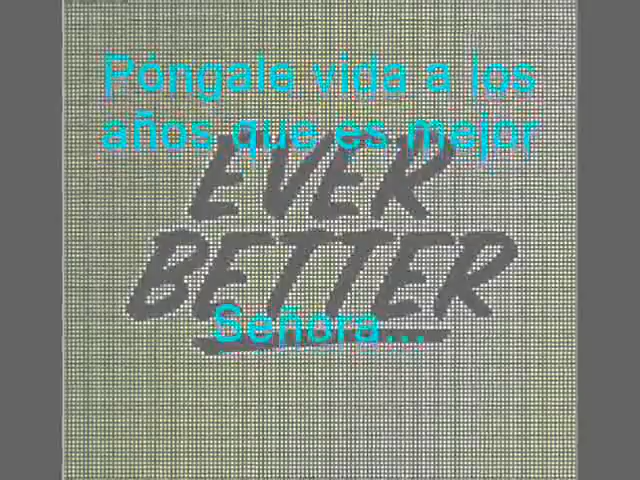 Póngale vida a los
años que es mejor
EVER
BETTER
Señora...